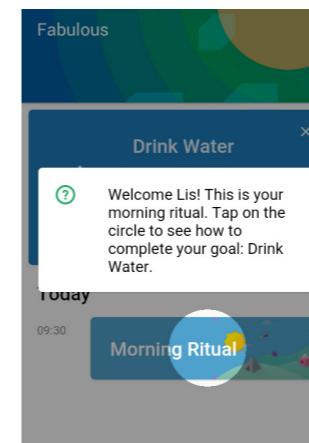 Fabulous
Drink Water
Welcome Lis! This is your
morning ritual. Tap on the
circle to see how to
complete your goal: Drink
Water.
Today
09:30
Morning Ritual